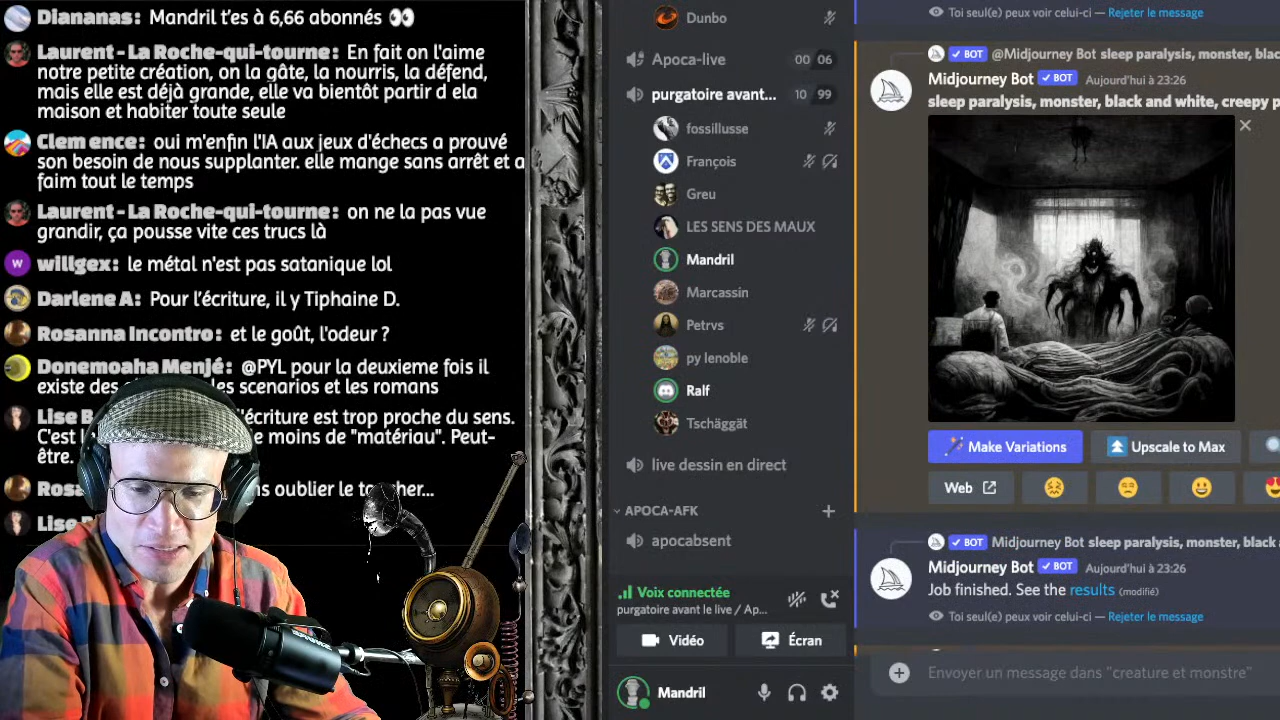 Diananas: Mandril t'es à 6,66 abonnés 👀
Laurent - La Roche-qui-tourne: En fait on l'aime
notre petite création, on la gâte, la nourris, la défend,
mais elle est déjà grande, elle va bientôt partir d ela
maison et habiter toute seule
Clem ence: oui m'enfin l'IA aux jeux d'échecs a prouvé
son besoin de nous supplanter. elle mange sans arrêt et a
faim tout le temps
Laurent - La Roche-qui-tourne: on ne la pas vue
grandir, ça pousse vite ces trucs là
W
willgex: le métal n'est pas satanique lol
Darlene A: Pour l'écriture, il y Tiphaine D.
Rosanna Incontro: et le goût, l'odeur ?
Donemoaha Menjé: @PYL pour la deuxieme fois il
existe des les scenarios et les romans
Lise l'écriture est trop proche du sens.
C'est le moins de "matériau". Peut-
être.
oublier le
Lise
Dunbo
Apoca-live 00 06
purgatoire avant... 10 99
fossillusse
François
Greu
LES SENS DES MAUX
Mandril
Marcassin
Petrvs
py lenoble
Ralf
Tschäggät
live dessin en direct
APOCA-AFK +
apocabsent
Voix connectée
purgatoire avant le live / Ap...
Vidéo
Écran
Mandril
Toi seul(e) peux voir celui-ci — Rejeter le message
BOT @Midjourney Bot sleep paralysis, monster, black
Midjourney Bot BOT Aujourd'hui à 23:26
sleep paralysis, monster, black and white, creepy
Make Variations
Upscale to Max
Web
BOT Midjourney Bot sleep paralysis, monster, black
Midjourney Bot BOT Aujourd'hui à 23:26
Job finished. See the results (modifié)
Toi seul(e) peux voir celui-ci — Rejeter le message
Envoyer un message dans "creature et monstre"